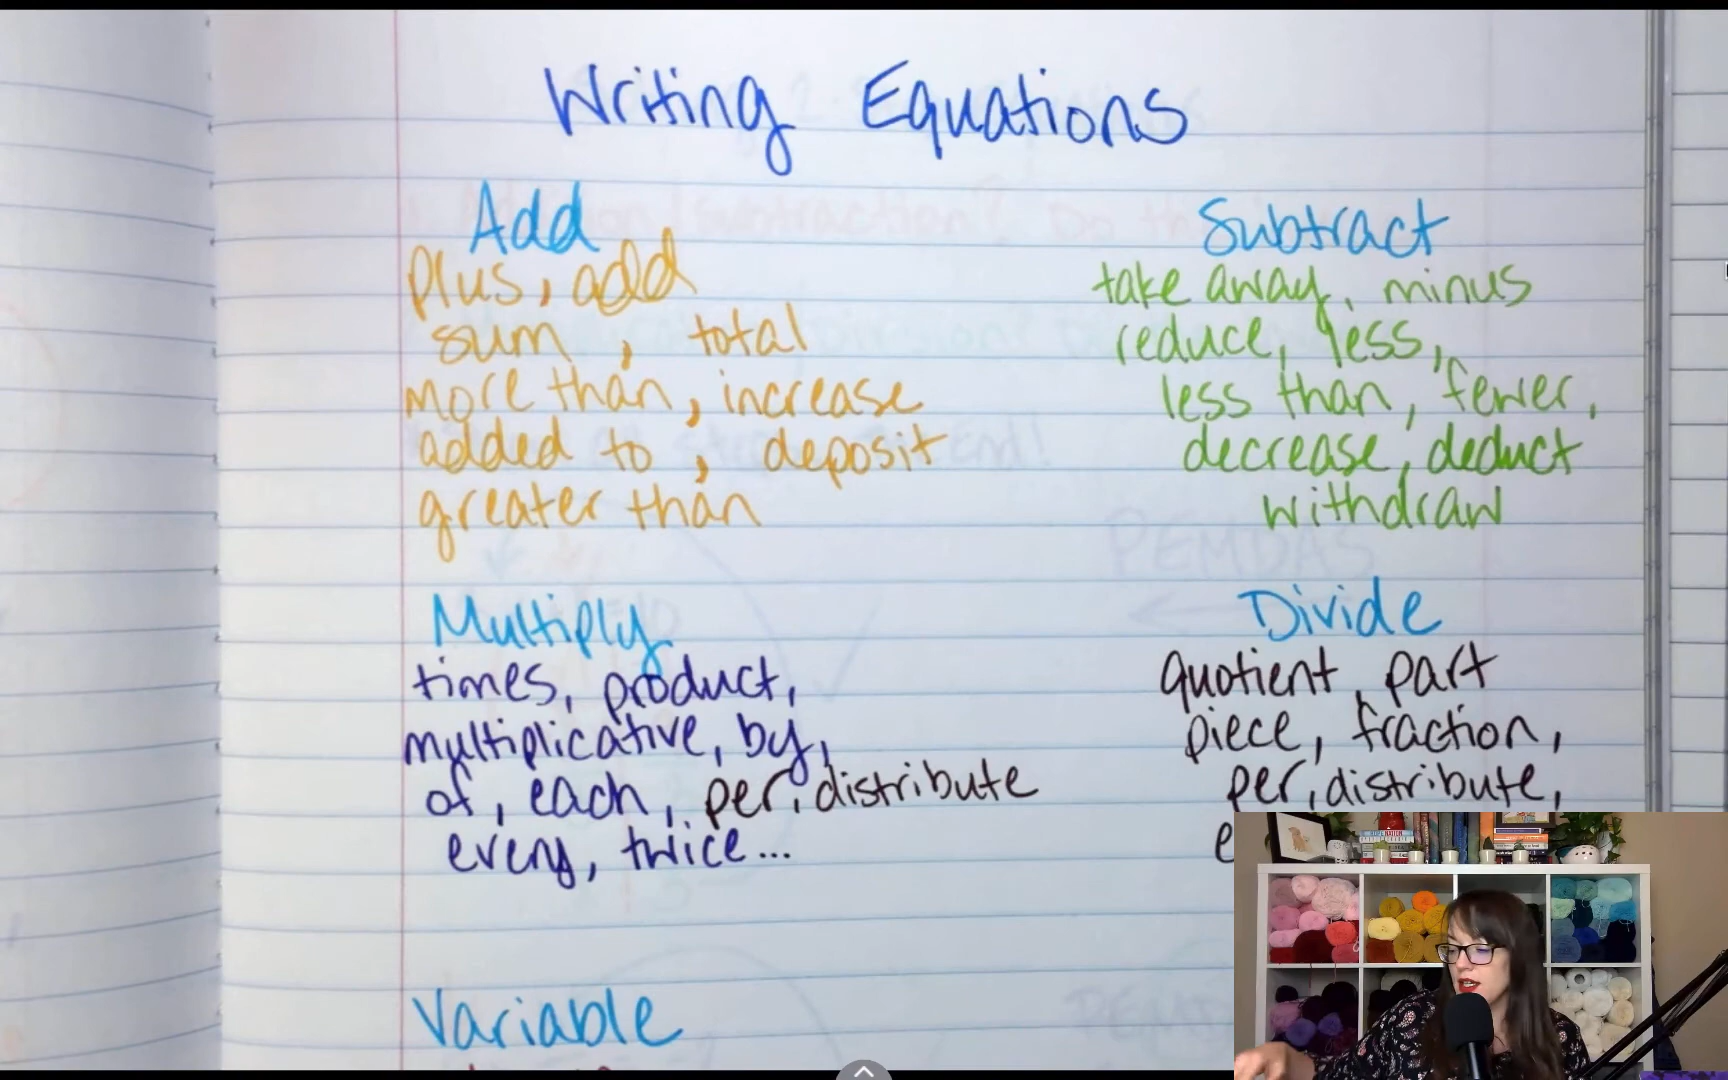 Writing Equations
Add
plus, add
sum, total
more than, increase
added to, deposit
greater than
Subtract
take away, minus
reduce, less,
less than, fewer,
decrease, deduct
withdraw
Multiply
times, product,
multiplicative, by,
of, each, per, distribute
every, twice...
Divide
quotient, part
piece, fraction,
per, distribute,
Variable
PEMDAS